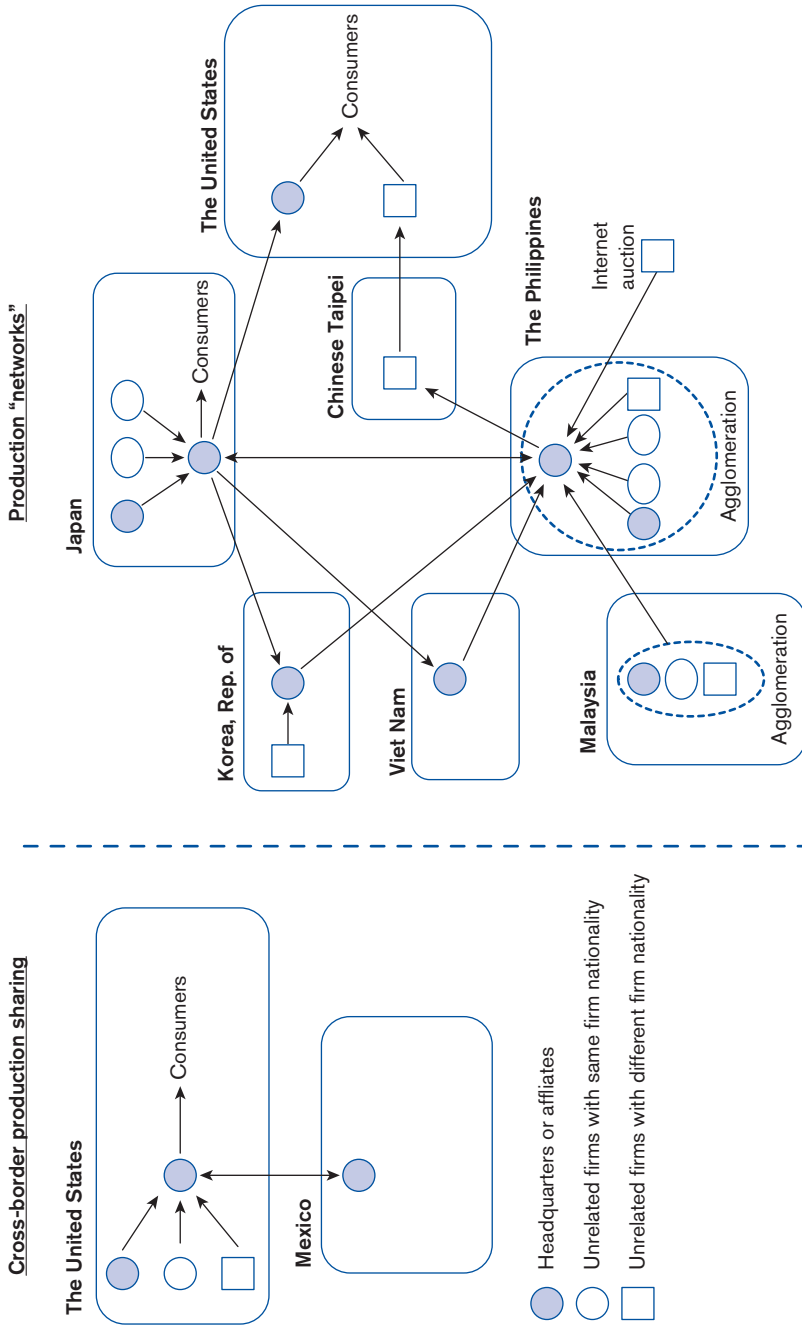 Cross-border production sharing
The United States
Consumers
Mexico
Headquarters or affiliates
Unrelated firms with same firm nationality
Unrelated firms with different firm nationality
Production “networks”
Japan
Consumers
The United States
Consumers
Korea, Rep. of
Chinese Taipei
Viet Nam
The Philippines
Internet
auction
Agglomeration
Malaysia
Agglomeration